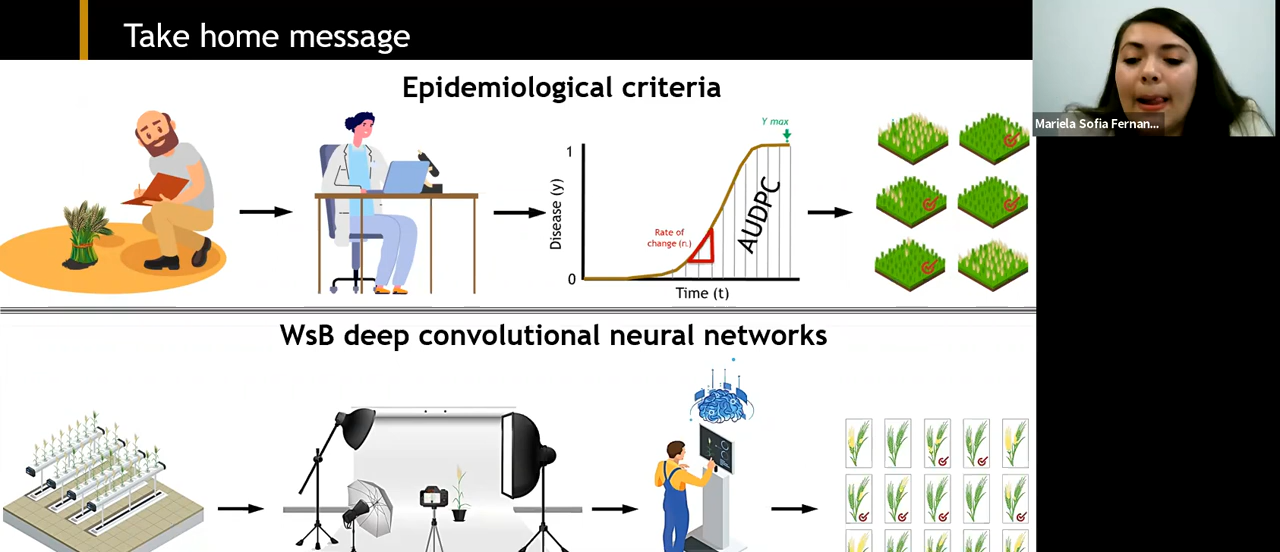 Take home message
Mariela Sofia Fernan...
Epidemiological criteria
Y max
1
Disease (y)
Rate of
change (rL)
AUDPC
0
Time (t)
WsB deep convolutional neural networks